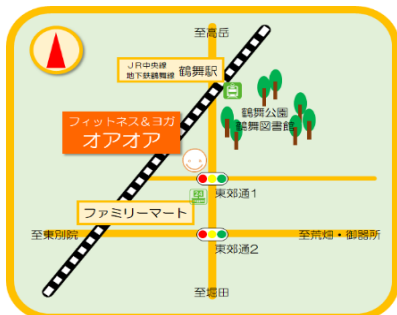 至高岳
JR中央線
地下鉄鶴舞線
鶴舞駅
フィットネス&ヨガ
オアオア
鶴舞公園
鶴舞図書館
東郊通1
ファミリーマート
至東別院
至荒畑・御器所
東郊通2
至堀田